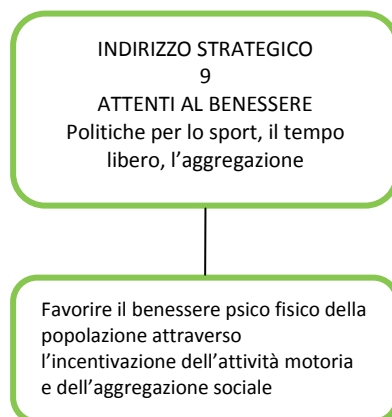 INDIRIZZO STRATEGICO
9
ATTENTI AL BENESSERE
Politiche per lo sport, il tempo
libero, l’aggregazione
Favorire il benessere psico fisico della
popolazione attraverso
l’incentivazione dell’attività motoria
e dell’aggregazione sociale